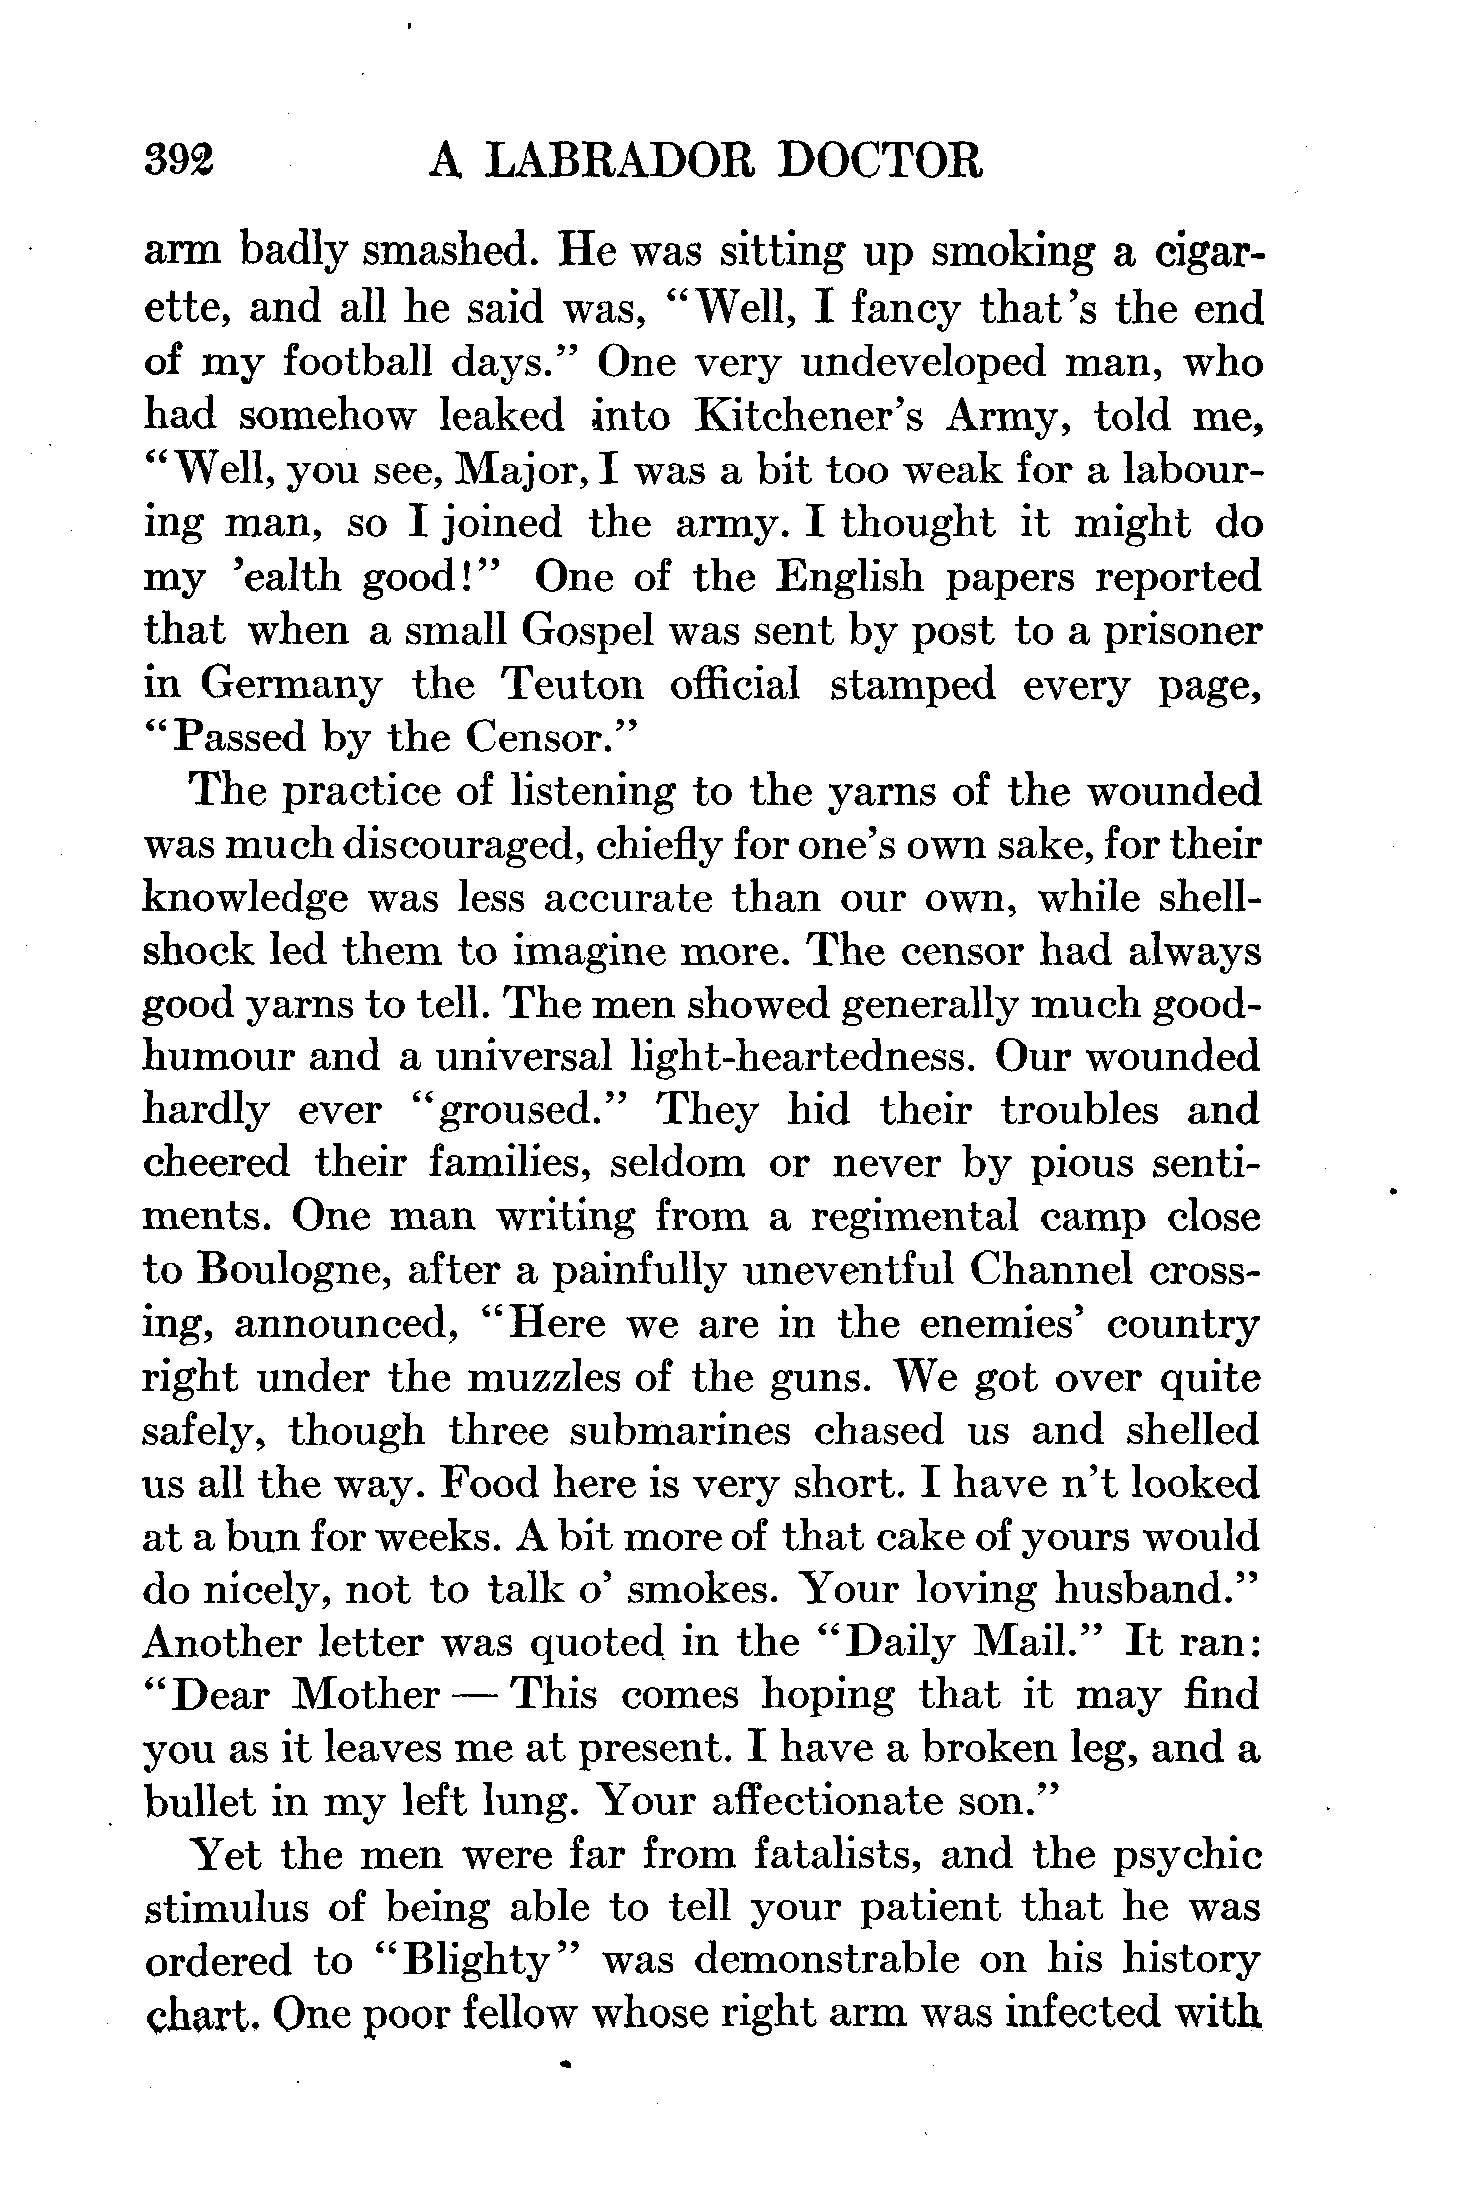 392 A LABRADOR DOCTOR
arm badly smashed. He was sitting up smoking a cigar-
ette, and all he said was, “Well, I fancy that's the end
of my football days.” One very undeveloped man, who
had somehow leaked into Kitchener's Army, told me,
“Well, you see, Major, I was a bit too weak for a labour-
ing man, so I joined the army. I thought it might do
my 'ealth good!” One of the English papers reported
that when a small Gospel was sent by post to a prisoner
in Germany the Teuton official stamped every page,
“Passed by the Censor.”
The practice of listening to the yarns of the wounded
was much discouraged, chiefly for one's own sake, for their
knowledge was less accurate than our own, while shell-
shock led them to imagine more. The censor had always
good yarns to tell. The men showed generally much good-
humour and a universal light-heartedness. Our wounded
hardly ever “groused.” They hid their troubles and
cheered their families, seldom or never by pious senti-
ments. One man writing from a regimental camp close
to Boulogne, after a painfully uneventful Channel cross-
ing, announced, “Here we are in the enemies' country
right under the muzzles of the guns. We got over quite
safely, though three submarines chased us and shelled
us all the way. Food here is very short. I have n't looked
at a bun for weeks. A bit more of that cake of yours would
do nicely, not to talk o' smokes. Your loving husband.”
Another letter was quoted in the “Daily Mail.” It ran:
“Dear Mother — This comes hoping that it may find
you as it leaves me at present. I have a broken leg, and a
bullet in my left lung. Your affectionate son.”
Yet the men were far from fatalists, and the psychic
stimulus of being able to tell your patient that he was
ordered to “Blighty” was demonstrable on his history
chart. One poor fellow whose right arm was infected with